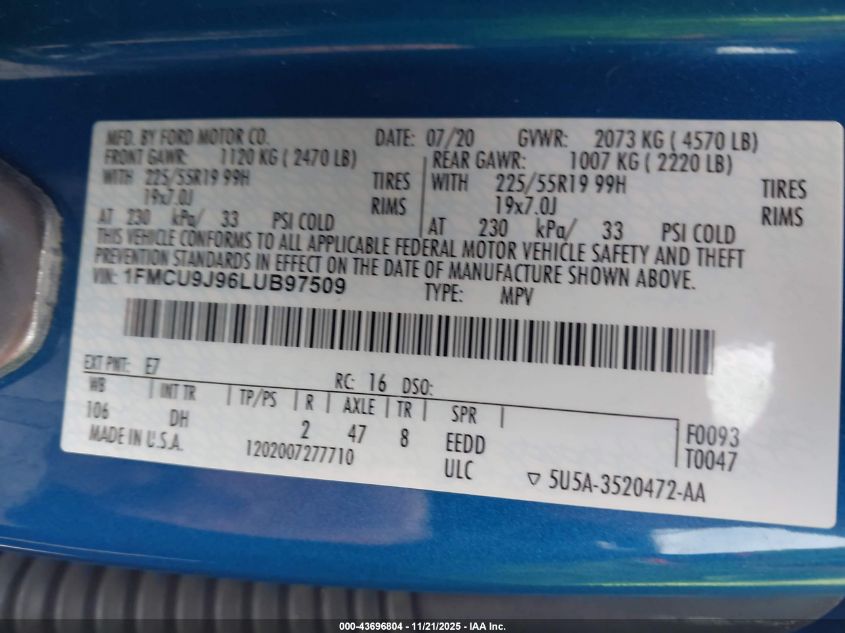 MFD. BY FORD MOTOR CO. DATE: 07/20 GVWR: 2073 KG ( 4570 LB)
FRONT GAWR: 1120 KG ( 2470 LB) REAR GAWR: 1007 KG ( 2220 LB)
WITH 225/55R19 99H TIRES WITH 225/55R19 99H TIRES
19x7.0J RIMS 19x7.0J RIMS
AT 230 kPa/ 33 PSI COLD AT 230 kPa/ 33 PSI COLD
THIS VEHICLE CONFORMS TO ALL APPLICABLE FEDERAL MOTOR VEHICLE SAFETY AND THEFT
PREVENTION STANDARDS IN EFFECT ON THE DATE OF MANUFACTURE SHOWN ABOVE.
VIN: 1FMCU9J96LUB97509 TYPE: MPV
EXT PNT: E7 RC: 16 DSO:
WB INT TR TP/PS R AXLE TR SPR
106 DH 2 47 8 EEDD F0093
MADE IN U.S.A. 1202007277710 ULC T0047
▽ 5U5A-3520472-AA
000-43696804 - 11/21/2025 - IAA Inc.